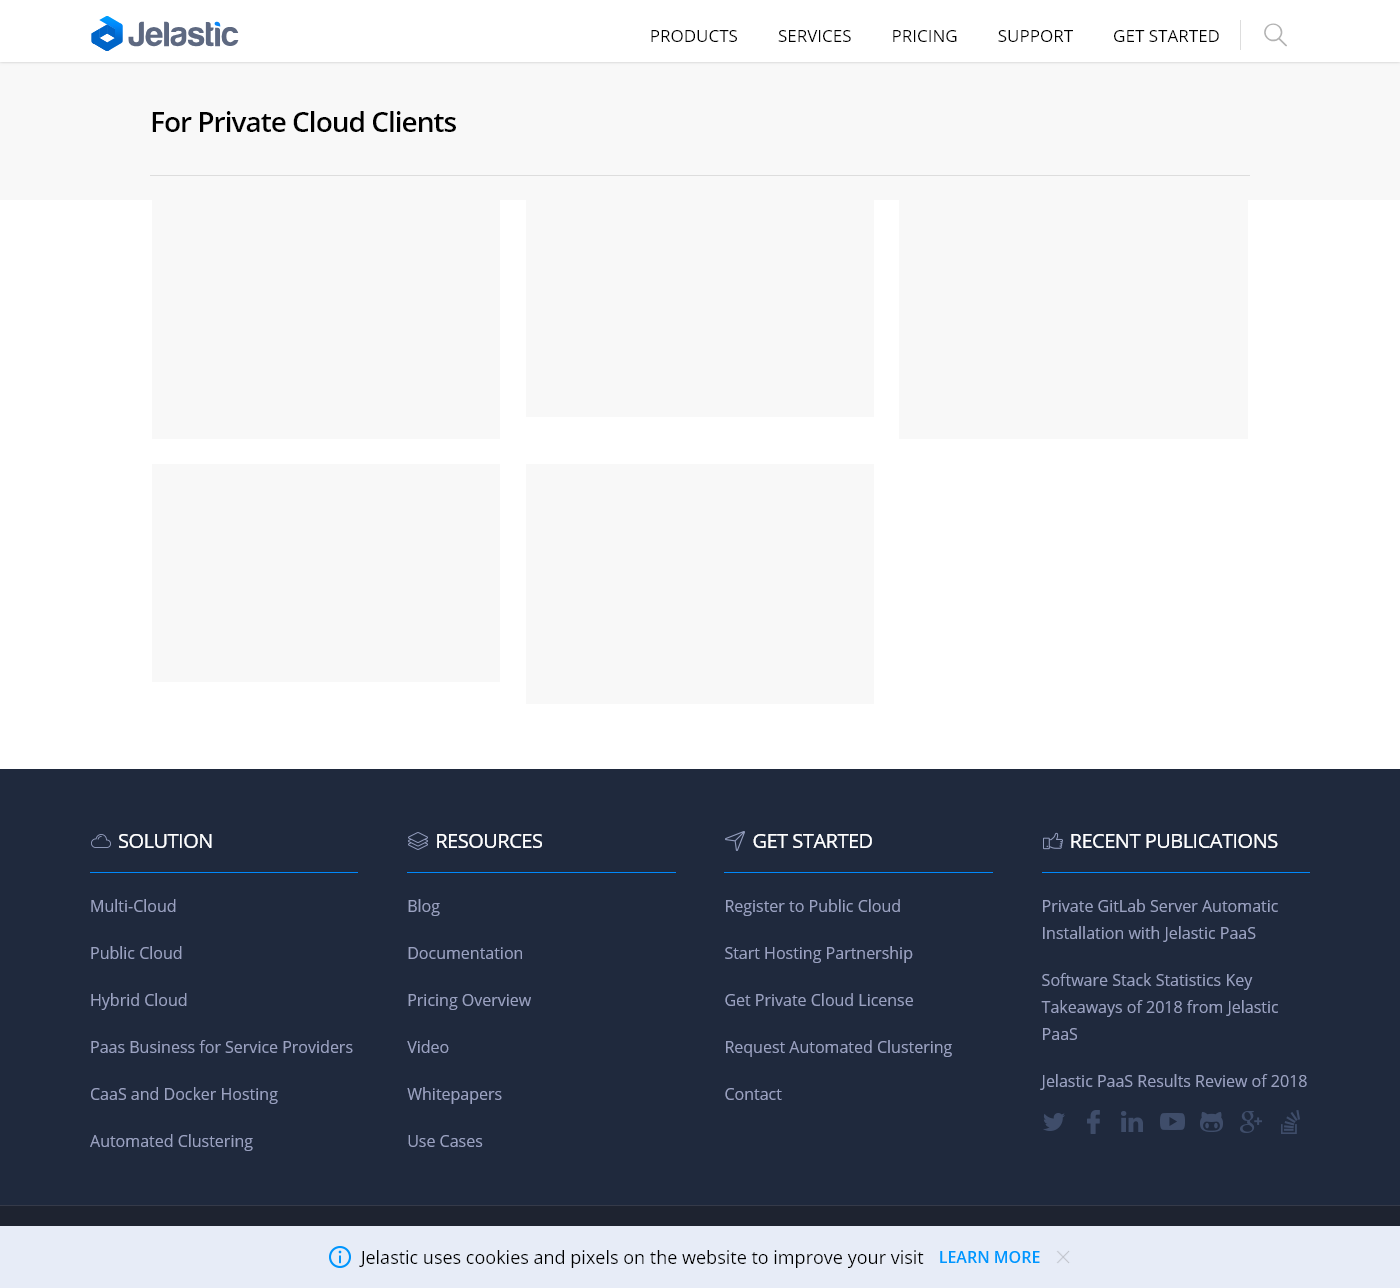 Jelastic
PRODUCTS
SERVICES
PRICING
SUPPORT
GET STARTED
For Private Cloud Clients
SOLUTION
Multi-Cloud
Public Cloud
Hybrid Cloud
Paas Business for Service Providers
CaaS and Docker Hosting
Automated Clustering
RESOURCES
Blog
Documentation
Pricing Overview
Video
Whitepapers
Use Cases
GET STARTED
Register to Public Cloud
Start Hosting Partnership
Get Private Cloud License
Request Automated Clustering
Contact
RECENT PUBLICATIONS
Private GitLab Server Automatic
Installation with Jelastic PaaS
Software Stack Statistics Key
Takeaways of 2018 from Jelastic
PaaS
Jelastic PaaS Results Review of 2018
Jelastic uses cookies and pixels on the website to improve your visit LEARN MORE